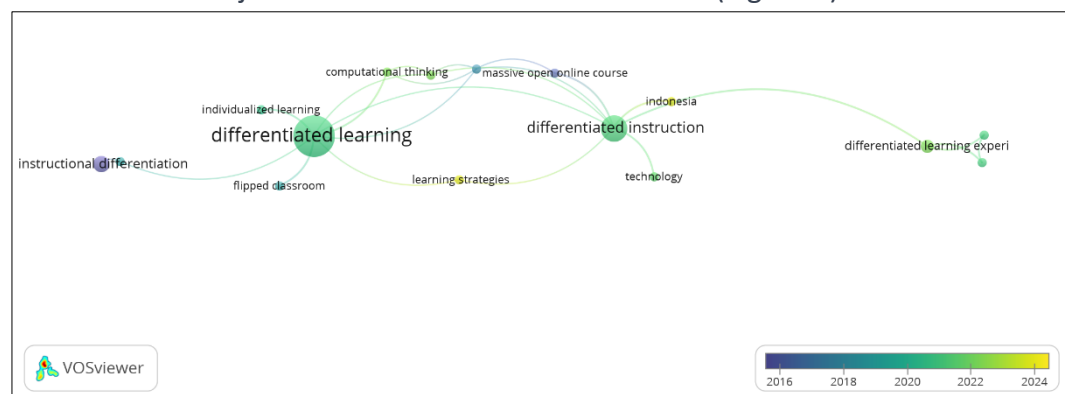 computational thinking
massive open online course
individualized learning
indonesia
differentiated learning
differentiated instruction
differentiated learning experi
instructional differentiation
flipped classroom
learning strategies
technology
VOSviewer
2016 2018 2020 2022 2024